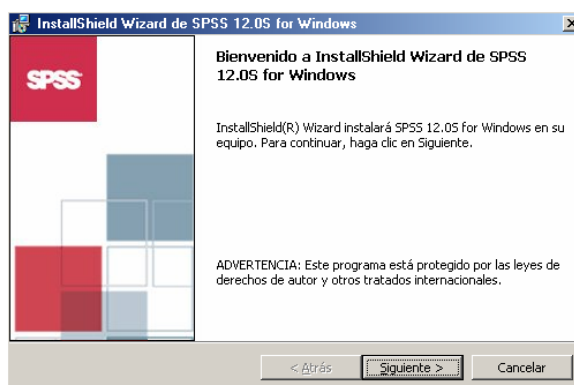 InstallShield Wizard de SPSS 12.0S for Windows
SPSS
Bienvenido a InstallShield Wizard de SPSS
12.0S for Windows
InstallShield(R) Wizard instalará SPSS 12.0S for Windows en su
equipo. Para continuar, haga clic en Siguiente.
ADVERTENCIA: Este programa está protegido por las leyes de
derechos de autor y otros tratados internacionales.
< Atrás Siguiente > Cancelar